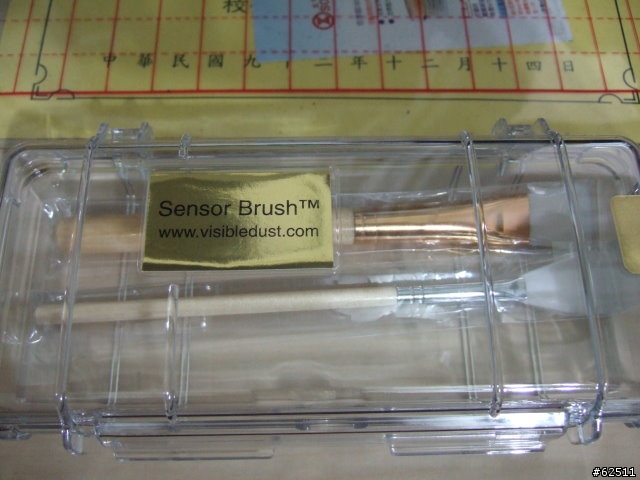 校
中華民國九十二年十二月十四日
Sensor Brush™
www.visibledust.com
#62511